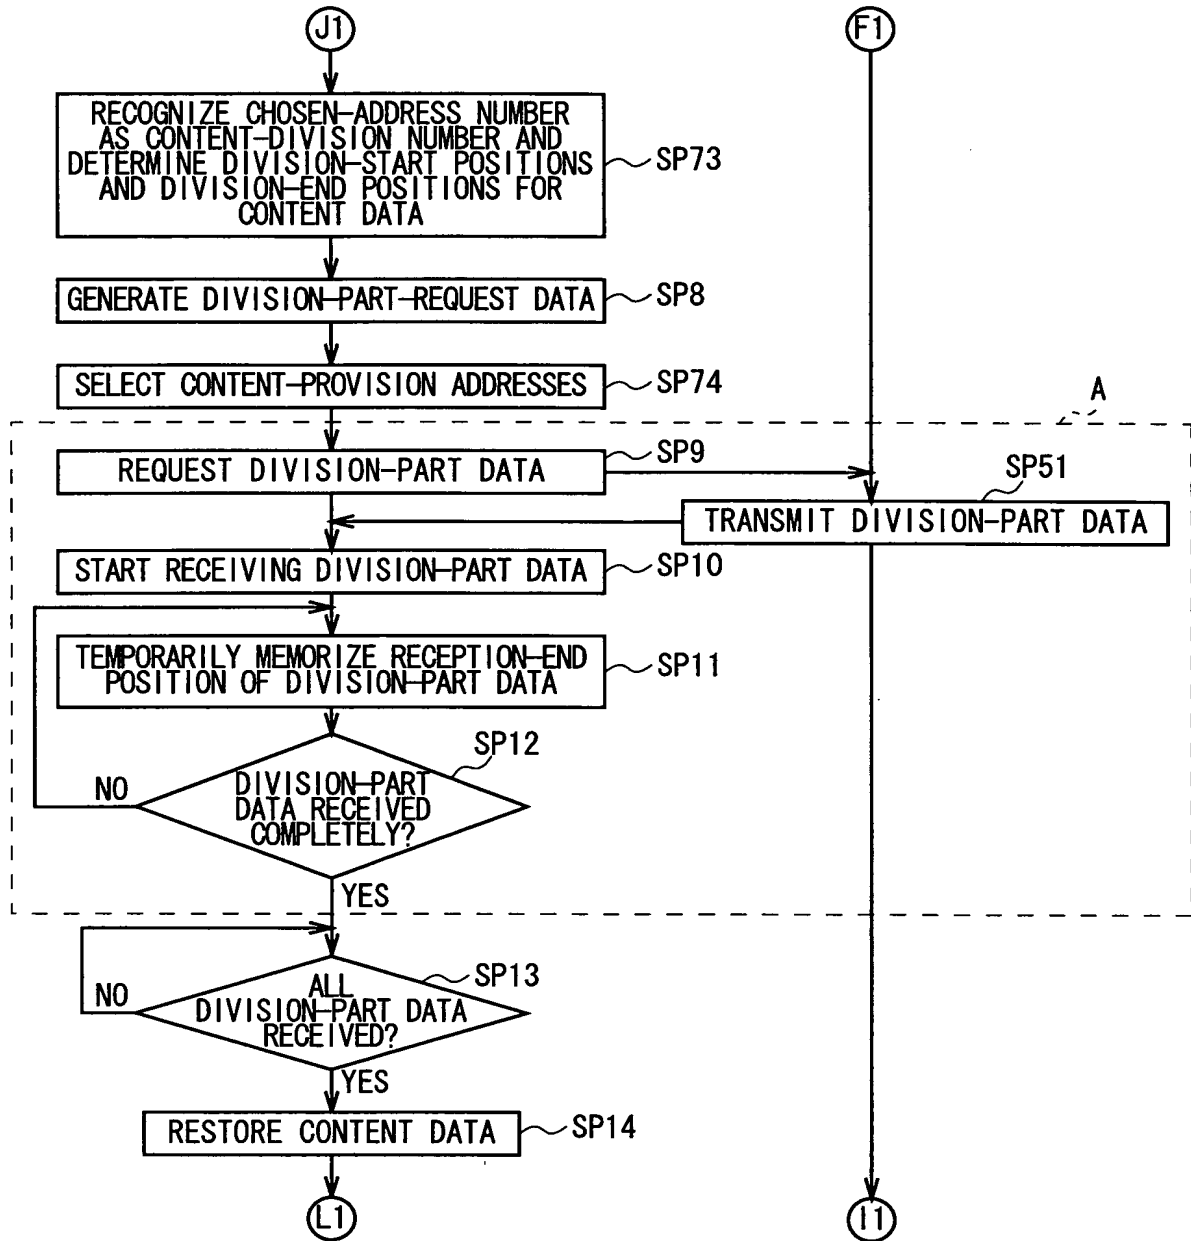 J1
F1
RECOGNIZE CHOSEN-ADDRESS NUMBER
AS CONTENT-DIVISION NUMBER AND
DETERMINE DIVISION-START POSITIONS
AND DIVISION-END POSITIONS FOR
CONTENT DATA
SP73
GENERATE DIVISION-PART-REQUEST DATA
SP8
SELECT CONTENT-PROVISION ADDRESSES
SP74
A
REQUEST DIVISION-PART DATA
SP9
SP51
TRANSMIT DIVISION-PART DATA
START RECEIVING DIVISION-PART DATA
SP10
TEMPORARILY MEMORIZE RECEPTION-END
POSITION OF DIVISION-PART DATA
SP11
SP12
NO
DIVISION-PART
DATA RECEIVED
COMPLETELY?
YES
SP13
NO
ALL
DIVISION-PART DATA
RECEIVED?
YES
RESTORE CONTENT DATA
SP14
L1
I1